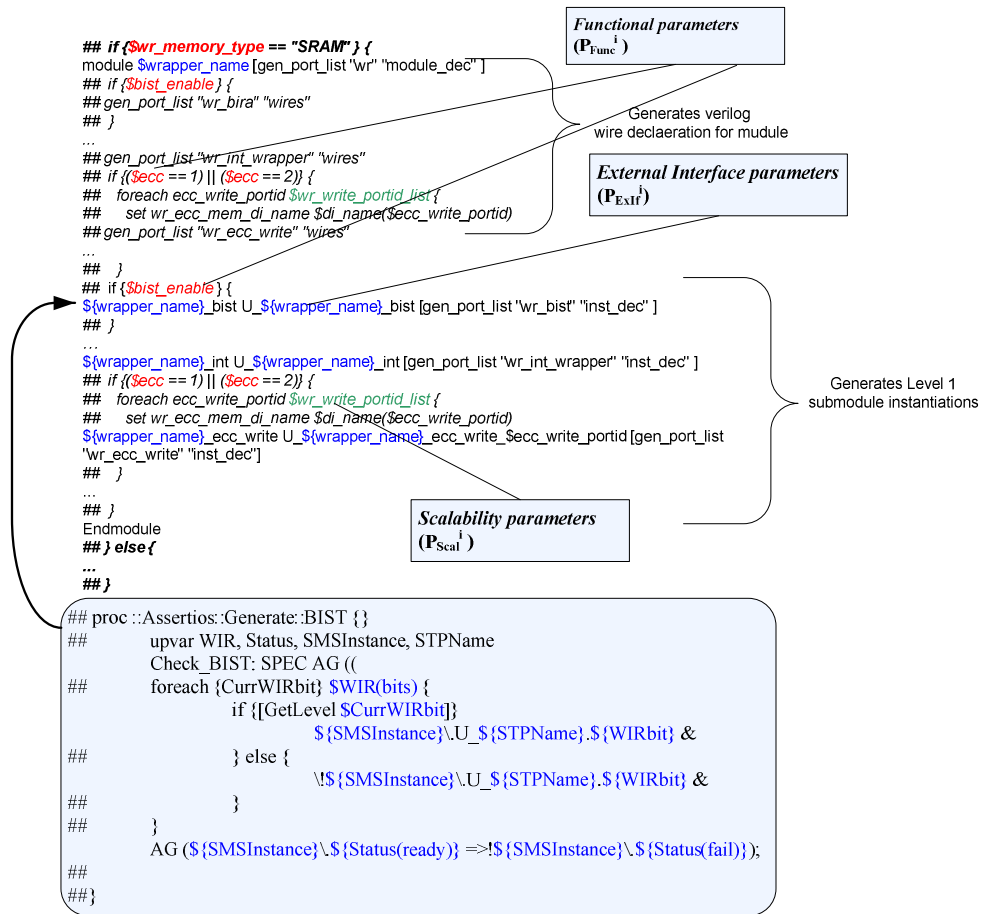 Functional parameters
(P_Func^i )
## if {$wr_memory_type == "SRAM" } {
module $wrapper_name [gen_port_list "wr" "module_dec" ]
## if {$bist_enable} {
## gen_port_list "wr_bira" "wires"
## }
...
## gen_port_list "wr_int_wrapper" "wires"
## if {($ecc == 1) || ($ecc == 2)} {
## foreach ecc_write_portid $wr_write_portid_list {
## set wr_ecc_mem_di_name $di_name($ecc_write_portid)
## gen_port_list "wr_ecc_write" "wires"
...
## }
Generates verilog
wire declaeration for mudule
External Interface parameters
(P_ExIf^i)
## if {$bist_enable} {
${wrapper_name}_bist U_${wrapper_name}_bist [gen_port_list "wr_bist" "inst_dec" ]
## }
...
${wrapper_name}_int U_${wrapper_name}_int [gen_port_list "wr_int_wrapper" "inst_dec" ]
## if {($ecc == 1) || ($ecc == 2)} {
## foreach ecc_write_portid $wr_write_portid_list {
## set wr_ecc_mem_di_name $di_name($ecc_write_portid)
${wrapper_name}_ecc_write U_${wrapper_name}_ecc_write_$ecc_write_portid [gen_port_list
"wr_ecc_write" "inst_dec"]
## }
...
## }
Endmodule
## } else {
...
## }
Generates Level 1
submodule instantiations
Scalability parameters
(P_Scal^i )
## proc ::Assertios::Generate::BIST {}
## upvar WIR, Status, SMSInstance, STPName
Check_BIST: SPEC AG ((
## foreach {CurrWIRbit} $WIR(bits) {
if {[GetLevel $CurrWIRbit]}
${SMSInstance}\.U_${STPName}.${WIRbit} &
## } else {
\!${SMSInstance}\.U_${STPName}.${WIRbit} &
## }
## }
AG (${SMSInstance}\.${Status(ready)} =>!${SMSInstance}\.${Status(fail)});
##
##}